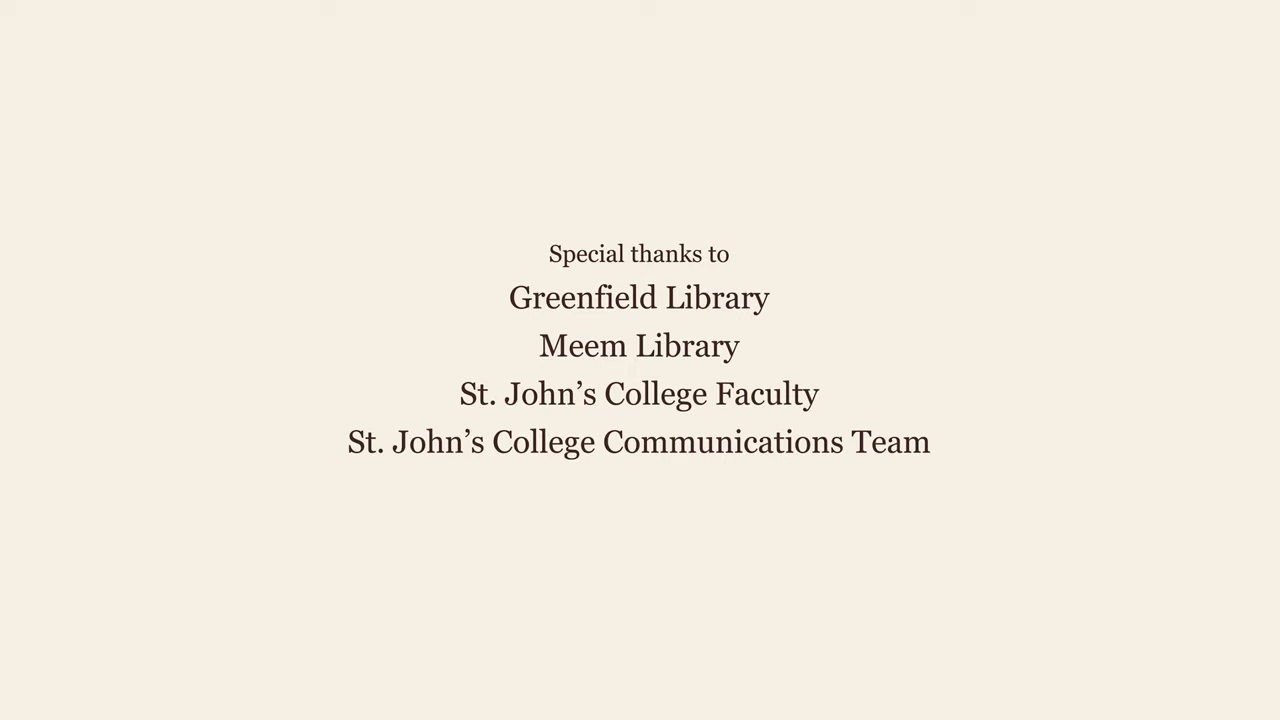 Special thanks to
Greenfield Library
Meem Library
St. John’s College Faculty
St. John’s College Communications Team